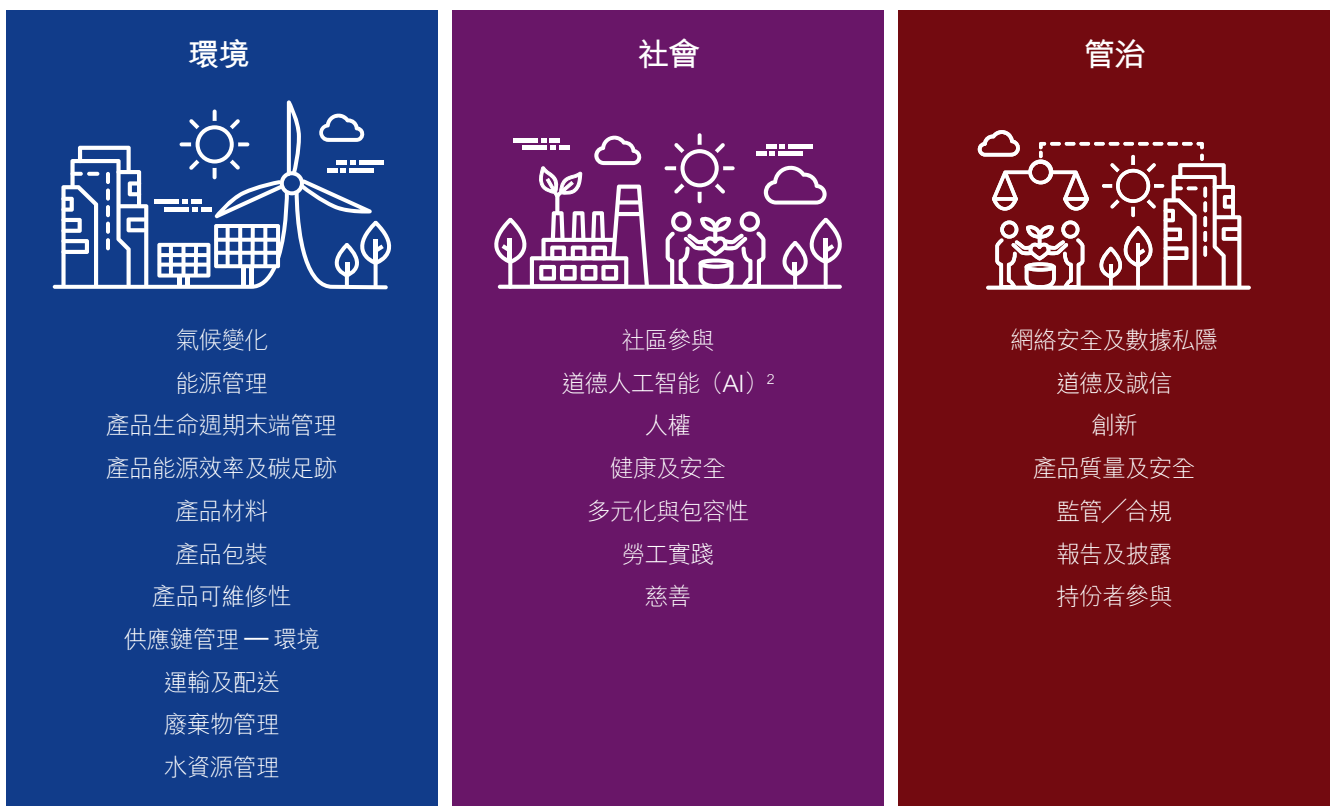 環境
氣候變化
能源管理
產品生命週期末端管理
產品能源效率及碳足跡
產品材料
產品包裝
產品可維修性
供應鏈管理 — 環境
運輸及配送
廢棄物管理
水資源管理
社會
社區參與
道德人工智能（AI）²
人權
健康及安全
多元化與包容性
勞工實踐
慈善
管治
網絡安全及數據私隱
道德及誠信
創新
產品質量及安全
監管╱合規
報告及披露
持份者參與